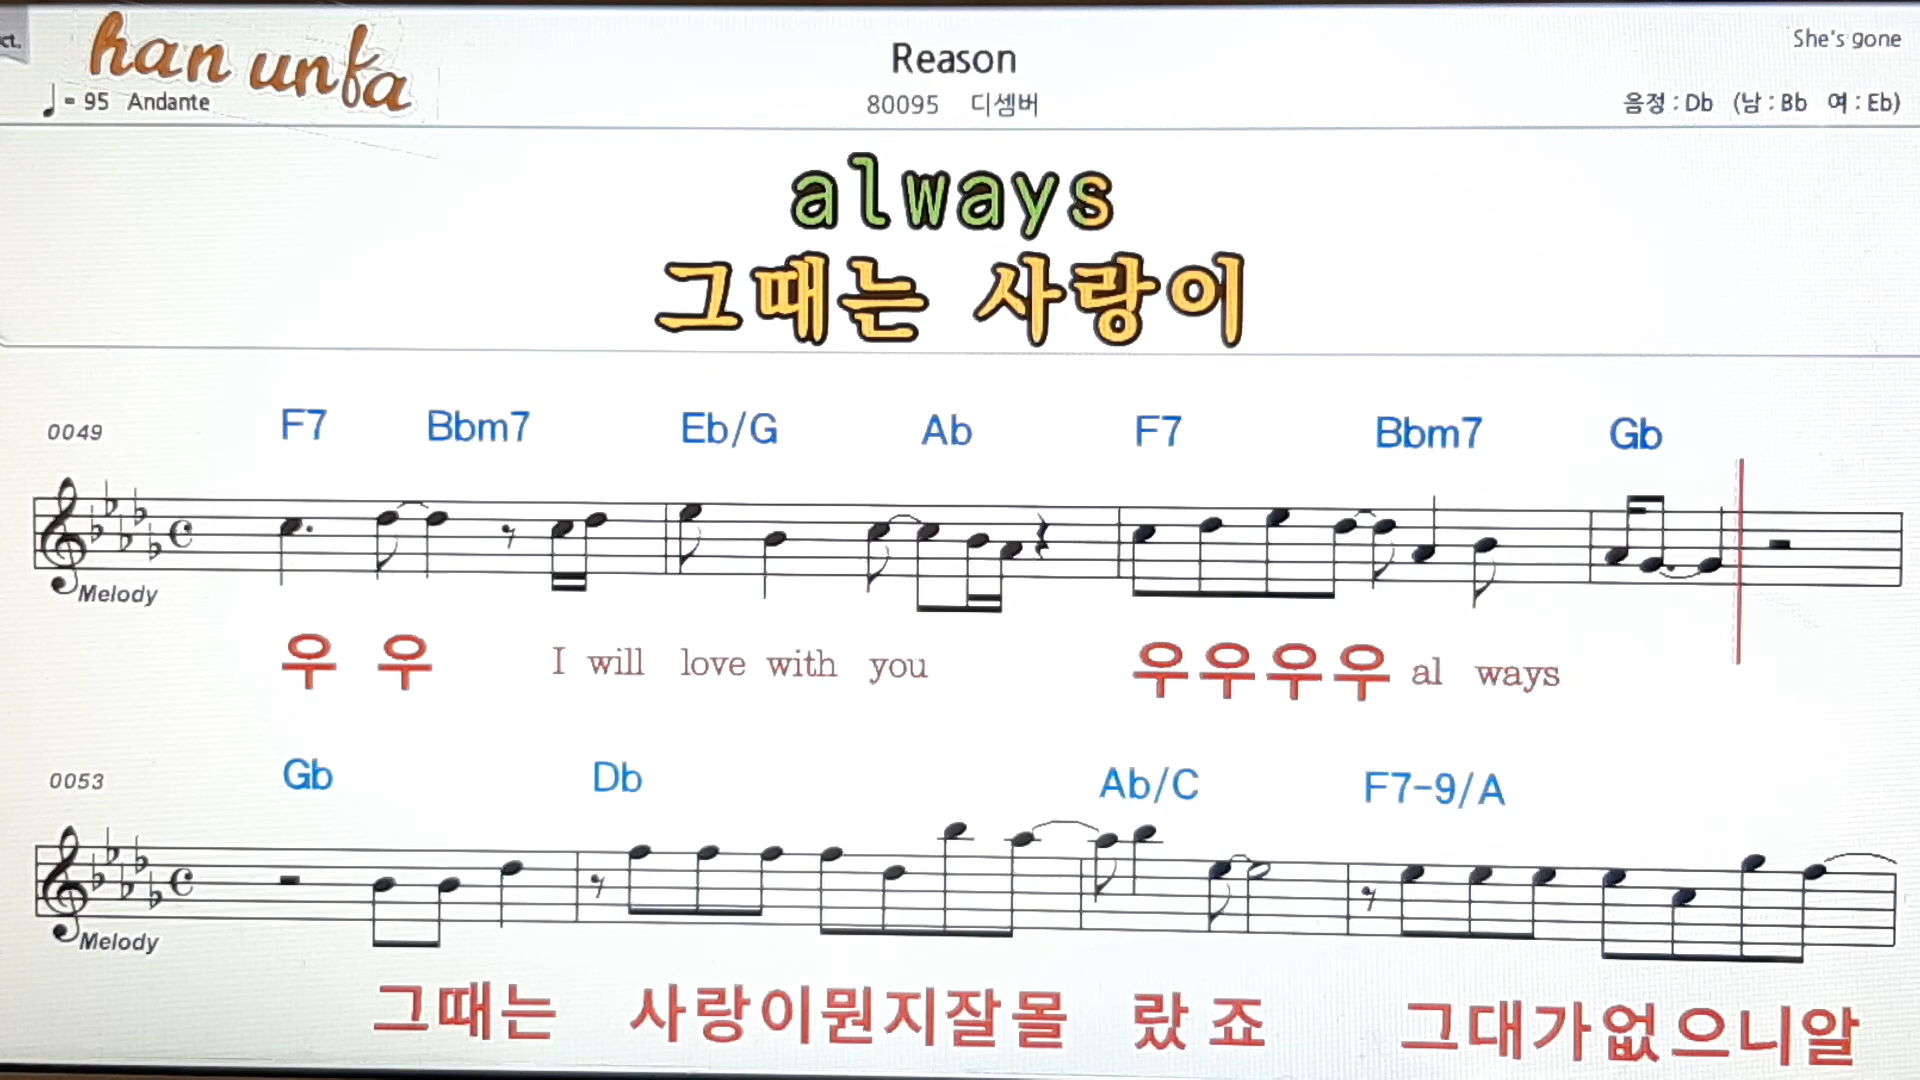 ct.
han unfa
Reason
She's gone
♩= 95 Andante
80095 디셈버
음정 : Db (남 : Bb 여 : Eb)
always
그때는 사랑이
0049 F7 Bbm7 Eb/G Ab F7 Bbm7 Gb
Melody
우 우 I will love with you 우 우 우 우 al ways
0053 Gb Db Ab/C F7-9/A
Melody
그때는 사랑이뭔지잘몰 랐 죠 그대가없으니알